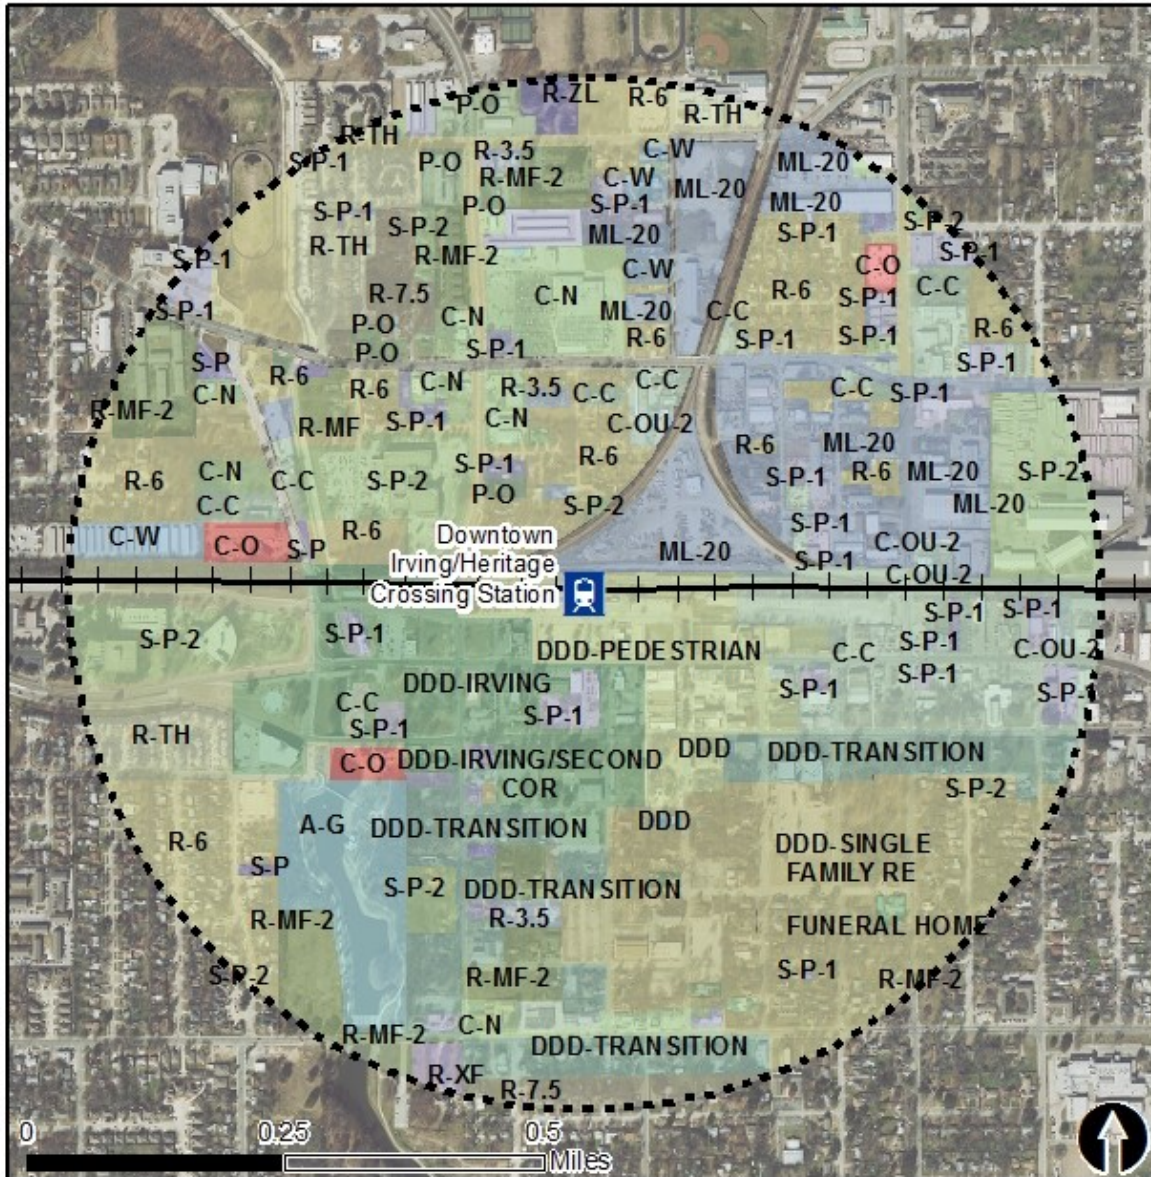 P-O
R-ZL
R-6
R-TH
R-TH
S-P-1
P-O
R-3.5
C-W
ML-20
R-MF-2
C-W
ML-20
ML-20
S-P-1
S-P-2
P-O
S-P-1
S-P-2
R-TH
R-MF-2
ML-20
S-P-1
S-P-1
S-P-1
C-W
C-O
C-C
R-7.5
C-N
R-6
S-P-1
S-P-1
P-O
C-N
ML-20
C-C
P-O
S-P-1
R-6
S-P-1
S-P-1
R-6
S-P
R-6
S-P-1
C-N
R-6
C-N
R-3.5
C-C
C-C
C-C
S-P-1
R-MF-2
R-MF
S-P-1
C-N
C-OU-2
R-6
ML-20
R-6
C-N
C-C
S-P-2
S-P-1
R-6
S-P-1
R-6
ML-20
S-P-2
C-C
P-O
S-P-2
ML-20
C-W
C-O
S-P
R-6
S-P-1
C-OU-2
ML-20
S-P-1
C-OU-2
Downtown
Irving/Heritage
Crossing Station
S-P-2
S-P-1
DDD-PEDESTRIAN
S-P-1
S-P-1
C-C
S-P-1
C-OU-2
S-P-1
S-P-1
S-P-1
DDD-IRVING
C-C
S-P-1
S-P-1
R-TH
C-O
DDD-IRVING/SECOND
COR
DDD
DDD-TRANSITION
S-P-2
A-G
DDD-TRANSITION
DDD
R-6
DDD-SINGLE
FAMILY RE
S-P
S-P-2
DDD-TRANSITION
R-MF-2
R-3.5
FUNERAL HOME
S-P-2
R-MF-2
S-P-1
R-MF-2
R-MF-2
C-N
DDD-TRANSITION
R-XF
R-7.5
0
0.25
0.5
Miles